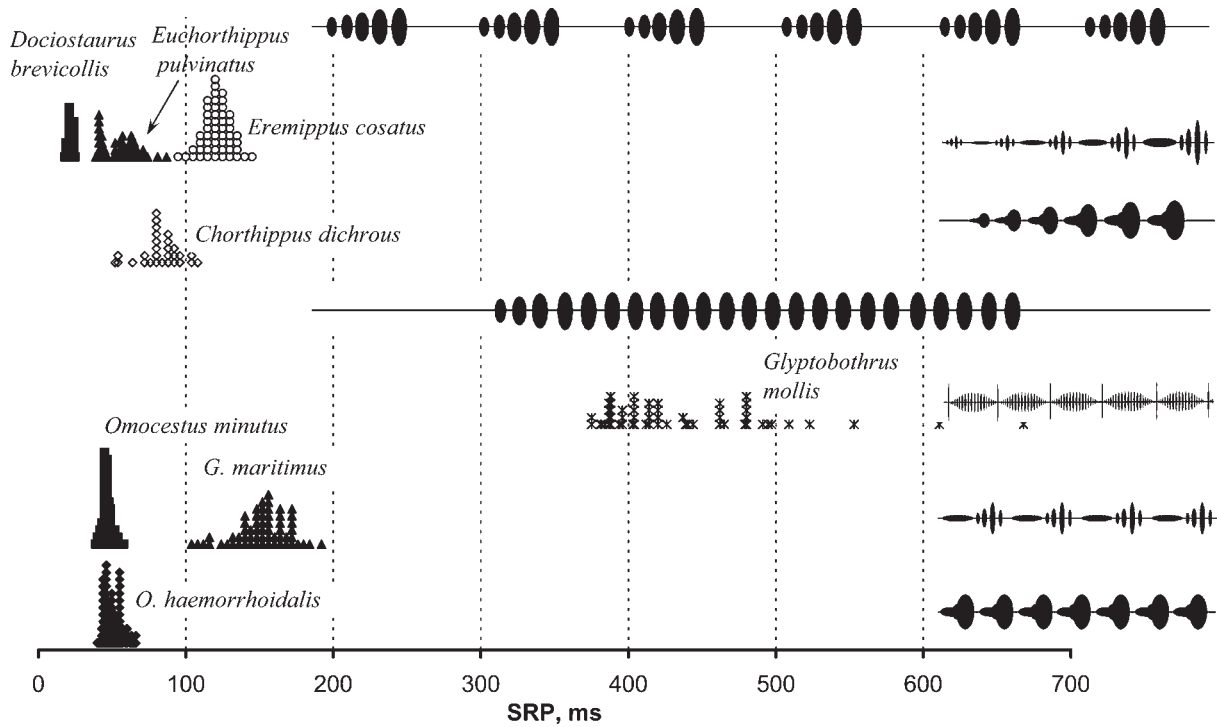 Dociostaurus
brevicollis
Euchorthippus
pulvinatus
Eremippus cosatus
Chorthippus dichrous
Glyptobothrus
mollis
Omocestus minutus
G. maritimus
O. haemorrhoidalis
0 100 200 300 400 500 600 700
SRP, ms